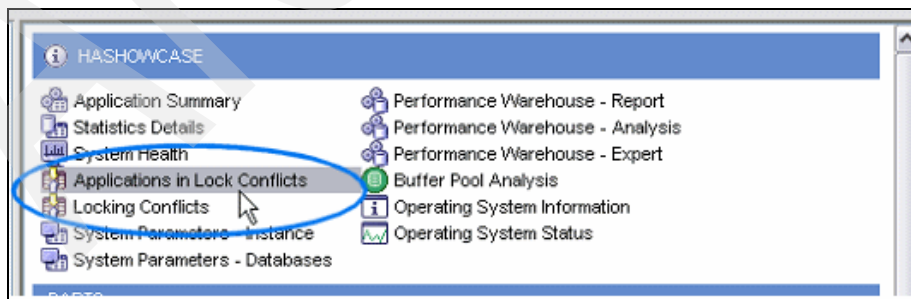 HASHOWCASE
Application Summary
Statistics Details
System Health
Applications in Lock Conflicts
Locking Conflicts
System Parameters - Instance
System Parameters - Databases
Performance Warehouse - Report
Performance Warehouse - Analysis
Performance Warehouse - Expert
Buffer Pool Analysis
Operating System Information
Operating System Status